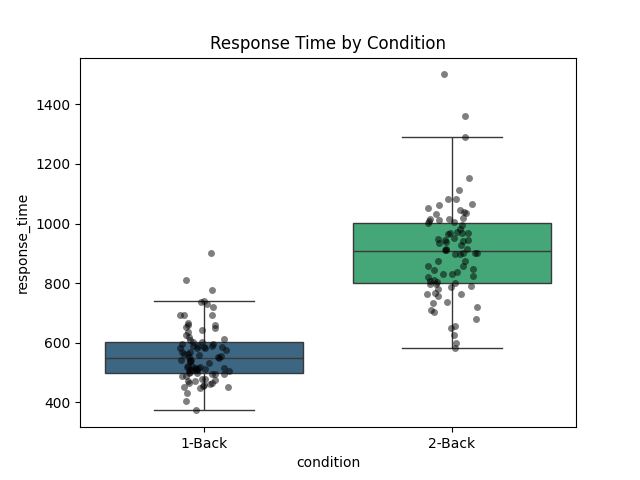 Response Time by Condition
response_time
1400
1200
1000
800
600
400
1-Back
2-Back
condition